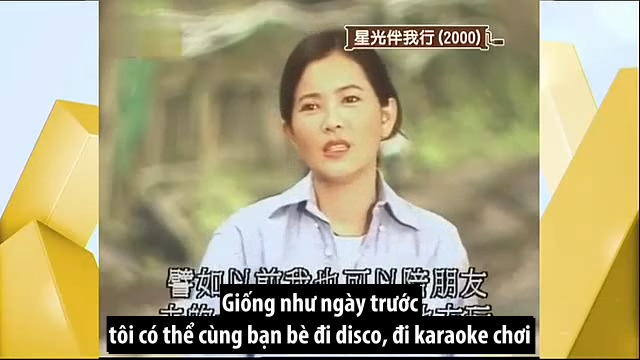 星光伴我行(2000)
譬如以前我也可以陪朋友
Giống như ngày trước
tôi có thể cùng bạn bè đi disco, đi karaoke chơi